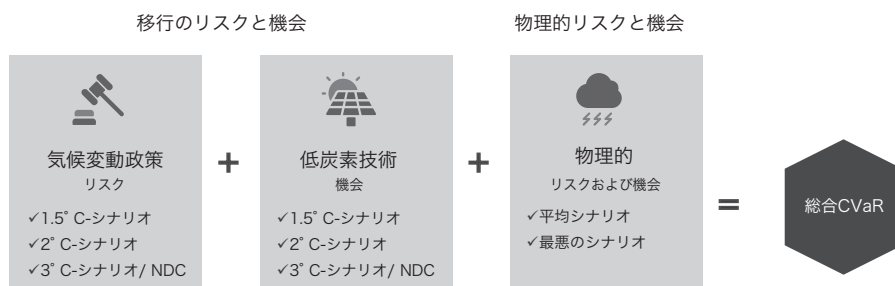 移行のリスクと機会
物理的リスクと機会
気候変動政策
リスク
✓1.5°C-シナリオ
✓2°C-シナリオ
✓3°C-シナリオ/ NDC
+
低炭素技術
機会
✓1.5°C-シナリオ
✓2°C-シナリオ
✓3°C-シナリオ/ NDC
+
物理的
リスクおよび機会
✓平均シナリオ
✓最悪のシナリオ
=
総合CVaR